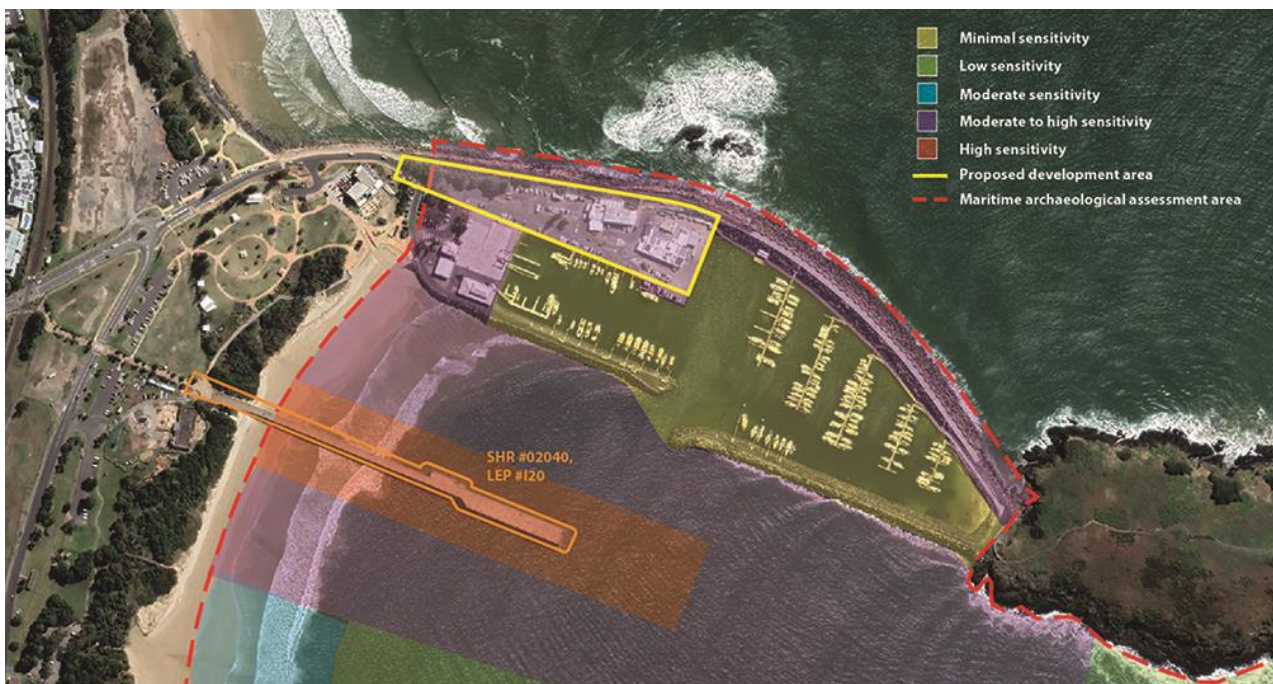 Minimal sensitivity
Low sensitivity
Moderate sensitivity
Moderate to high sensitivity
High sensitivity
Proposed development area
Maritime archaeological assessment area
SHR #02040,
LEP #I20